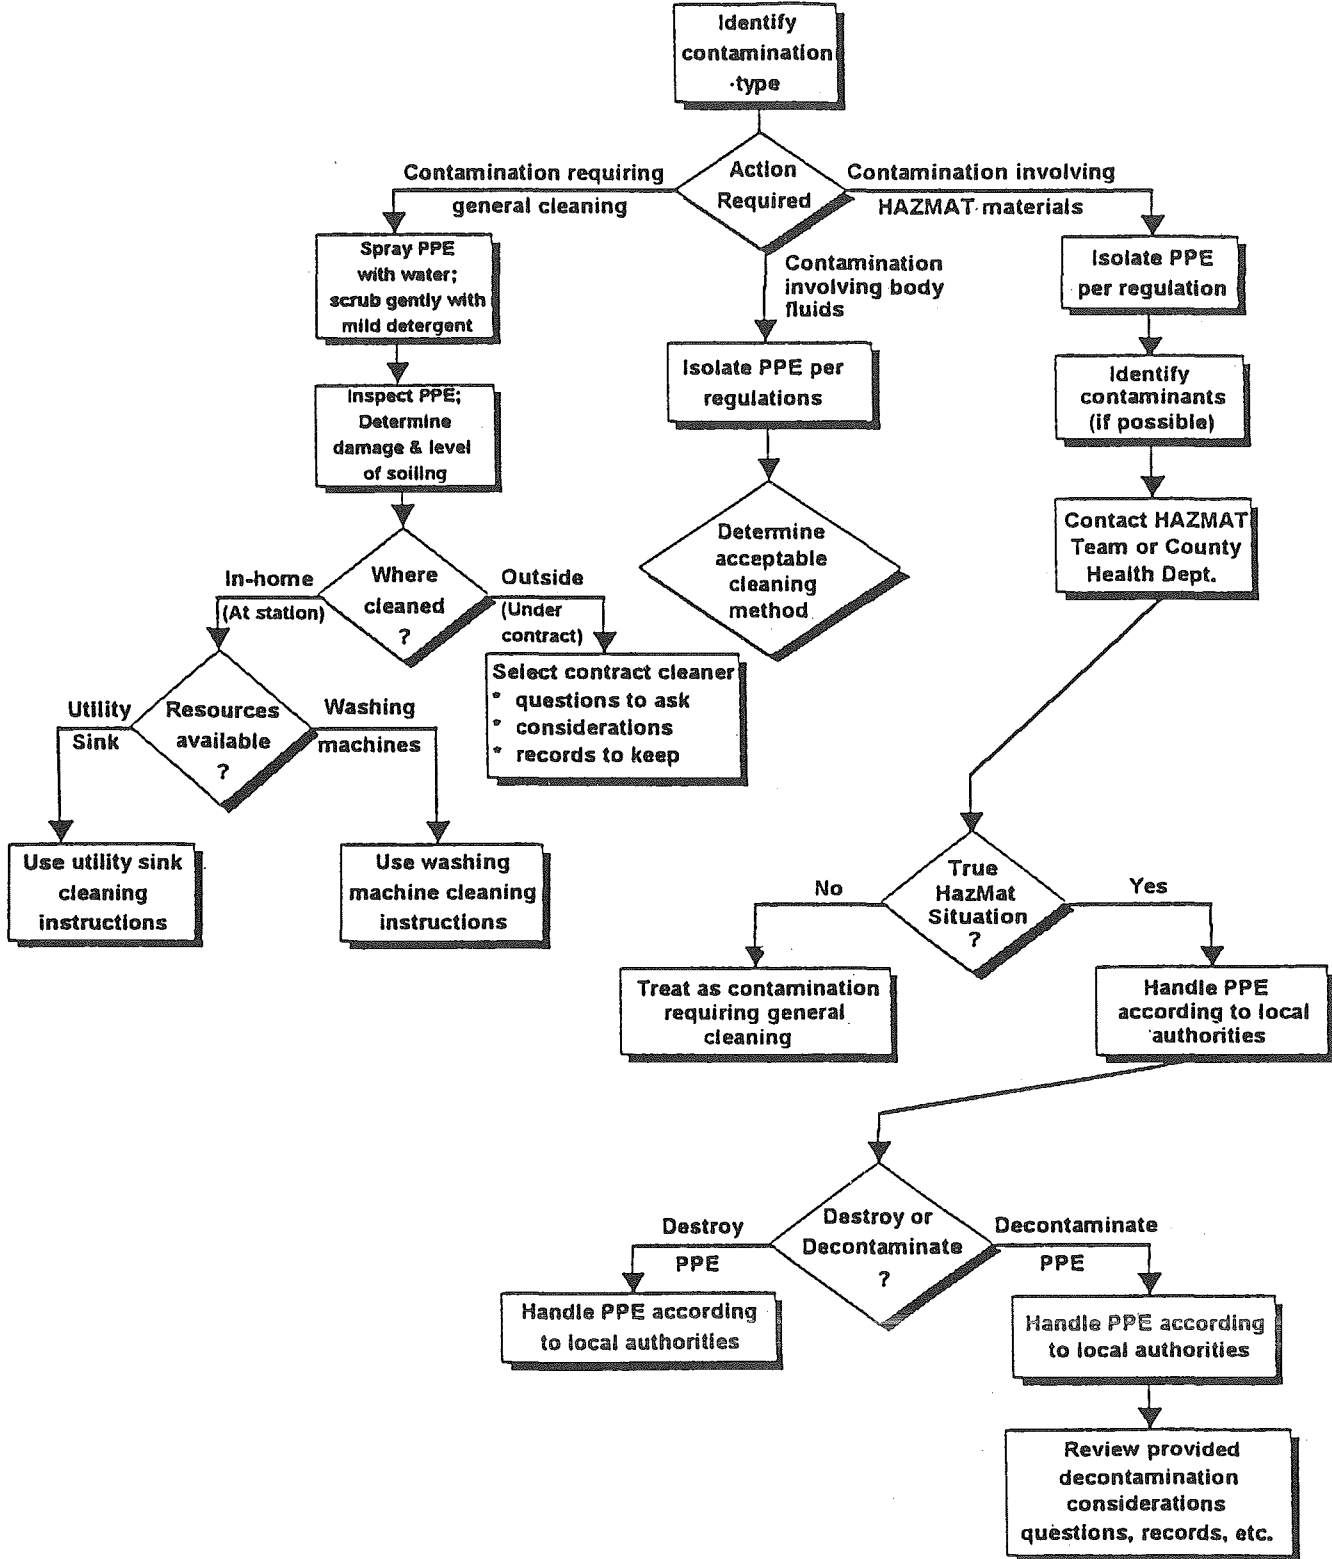 Identify
contamination
type
Action
Required
Contamination requiring
general cleaning
Contamination involving
HAZMAT materials
Contamination
involving body
fluids
Spray PPE
with water;
scrub gently with
mild detergent
Inspect PPE;
Determine
damage & level
of soiling
Where
cleaned
?
In-home
(At station)
Outside
(Under
contract)
Resources
available
?
Utility
Sink
Washing
machines
Use utility sink
cleaning
instructions
Use washing
machine cleaning
instructions
Select contract cleaner
* questions to ask
* considerations
* records to keep
Isolate PPE per
regulations
Determine
acceptable
cleaning
method
Isolate PPE
per regulation
Identify
contaminants
(if possible)
Contact HAZMAT
Team or County
Health Dept.
True
HazMat
Situation
?
No
Yes
Treat as contamination
requiring general
cleaning
Handle PPE
according to local
authorities
Destroy or
Decontaminate
?
Destroy
PPE
Decontaminate
PPE
Handle PPE according
to local authorities
Handle PPE according
to local authorities
Review provided
decontamination
considerations
questions, records, etc.